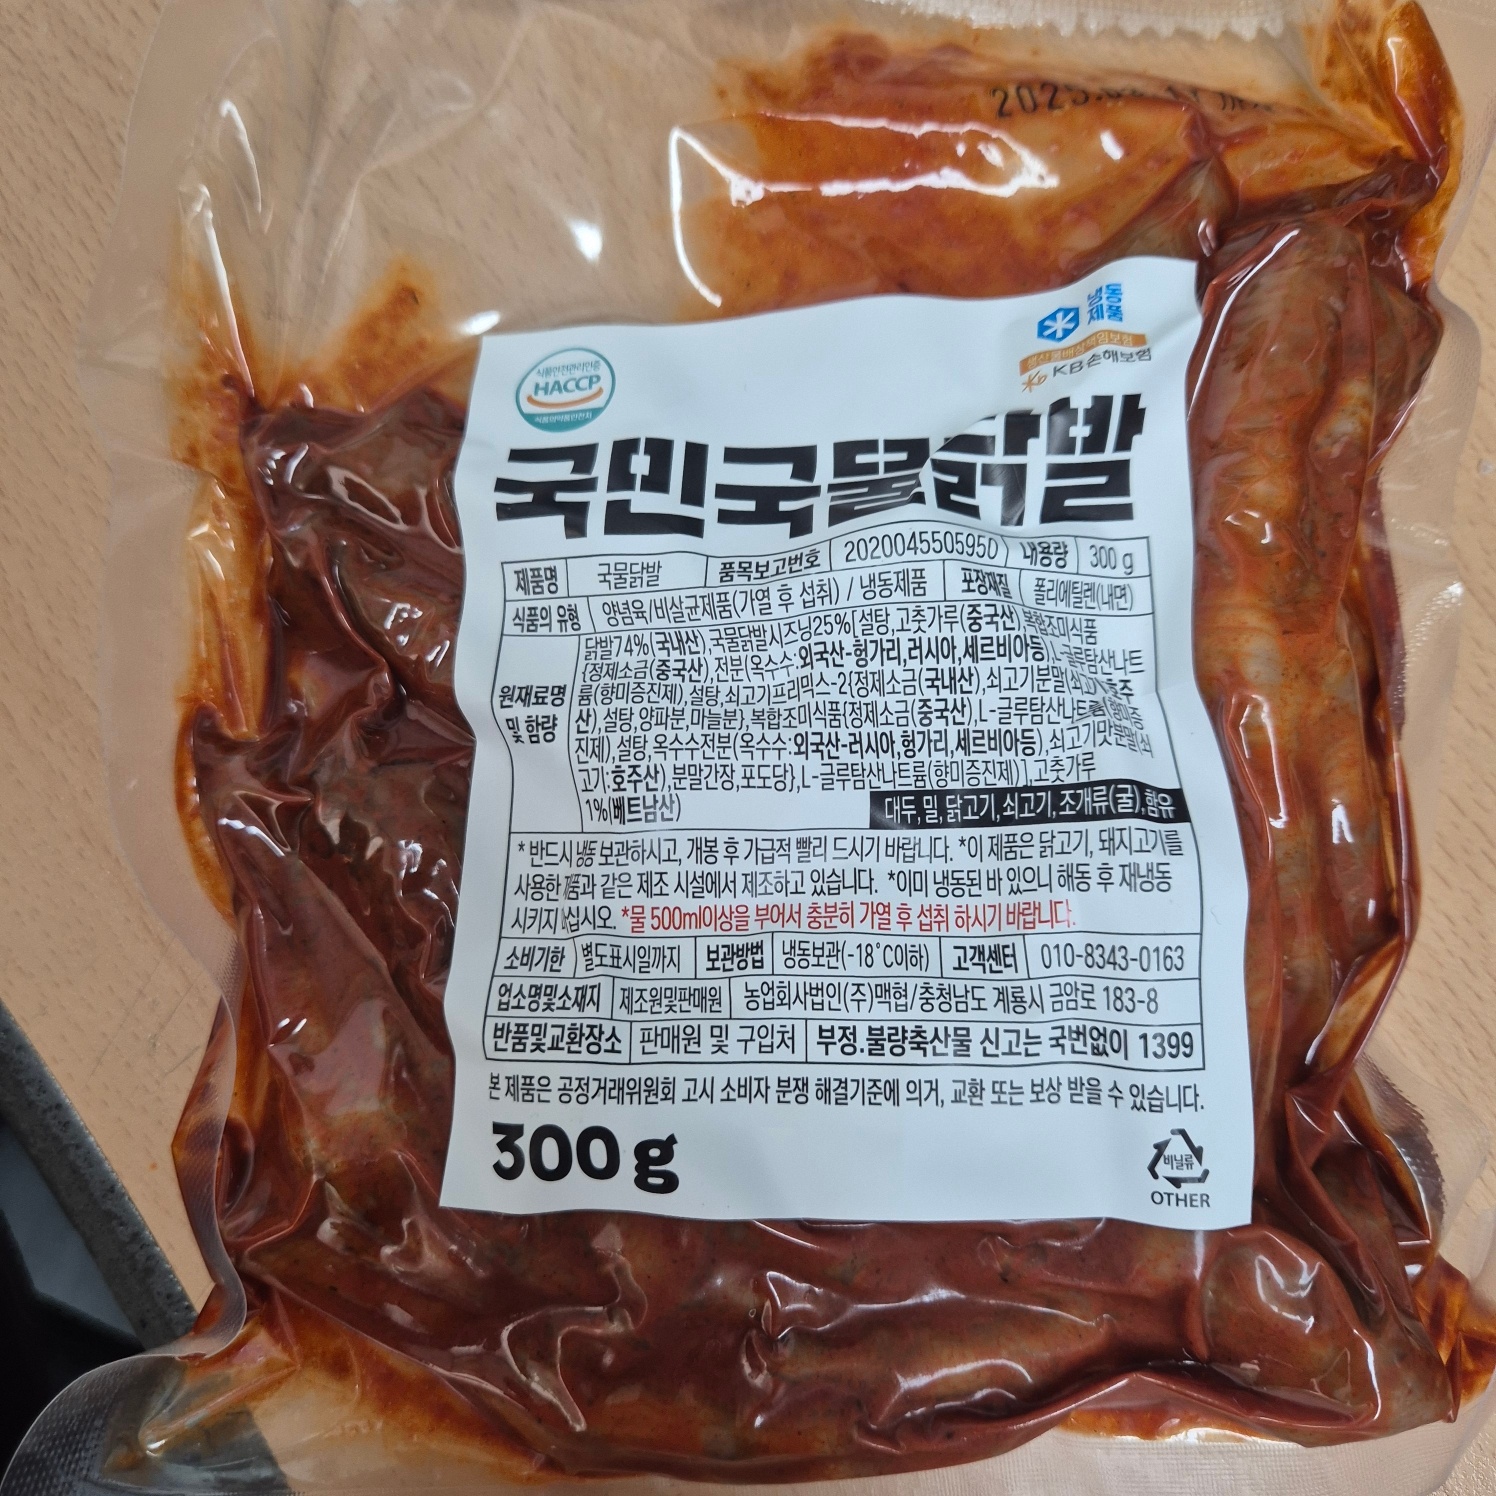 식품안전관리인증
HACCP
식품의약품안전처
냉동
제품
생산물배상책임보험
KB손해보험
국민국물닭발
제품명 국물닭발 품목보고번호 2020045505950 내용량 300 g
식품의 유형 양념육/비살균제품(가열 후 섭취) / 냉동제품 포장재질 폴리에틸렌(내면)
원재료명 및 함량
닭발74%(국내산),국물닭발시즈닝25%[설탕,고춧가루(중국산),복합조미식품
{정제소금(중국산),전분(옥수수:외국산-헝가리,러시아,세르비아등),L-글루탐산나트
륨(향미증진제),설탕,쇠고기프리믹스-2{정제소금(국내산),쇠고기분말(쇠고기:호주
산),설탕,양파분,마늘분},복합조미식품{정제소금(중국산),L-글루탐산나트륨(향미증
진제),설탕,옥수수전분(옥수수:외국산-러시아,헝가리,세르비아등),쇠고기맛분말(쇠
고기:호주산),분말간장,포도당},L-글루탐산나트륨(향미증진제)],고춧가루
1%(베트남산)
대두,밀,닭고기,쇠고기,조개류(굴),함유
* 반드시 냉동 보관하시고, 개봉 후 가급적 빨리 드시기 바랍니다. *이 제품은 닭고기, 돼지고기를
사용한 제품과 같은 제조 시설에서 제조하고 있습니다. *이미 냉동된 바 있으니 해동 후 재냉동
시키지 마십시오. *물 500ml이상을 부어서 충분히 가열 후 섭취 하시기 바랍니다.
소비기한 별도표시일까지 보관방법 냉동보관(-18˚C이하) 고객센터 010-8343-0163
업소명및소재지 제조원및판매원 농업회사법인(주)맥협/충청남도 계룡시 금암로 183-8
반품및교환장소 판매원 및 구입처 부정.불량축산물 신고는 국번없이 1399
본 제품은 공정거래위원회 고시 소비자 분쟁 해결기준에 의거, 교환 또는 보상 받을 수 있습니다.
300 g
비닐류
OTHER